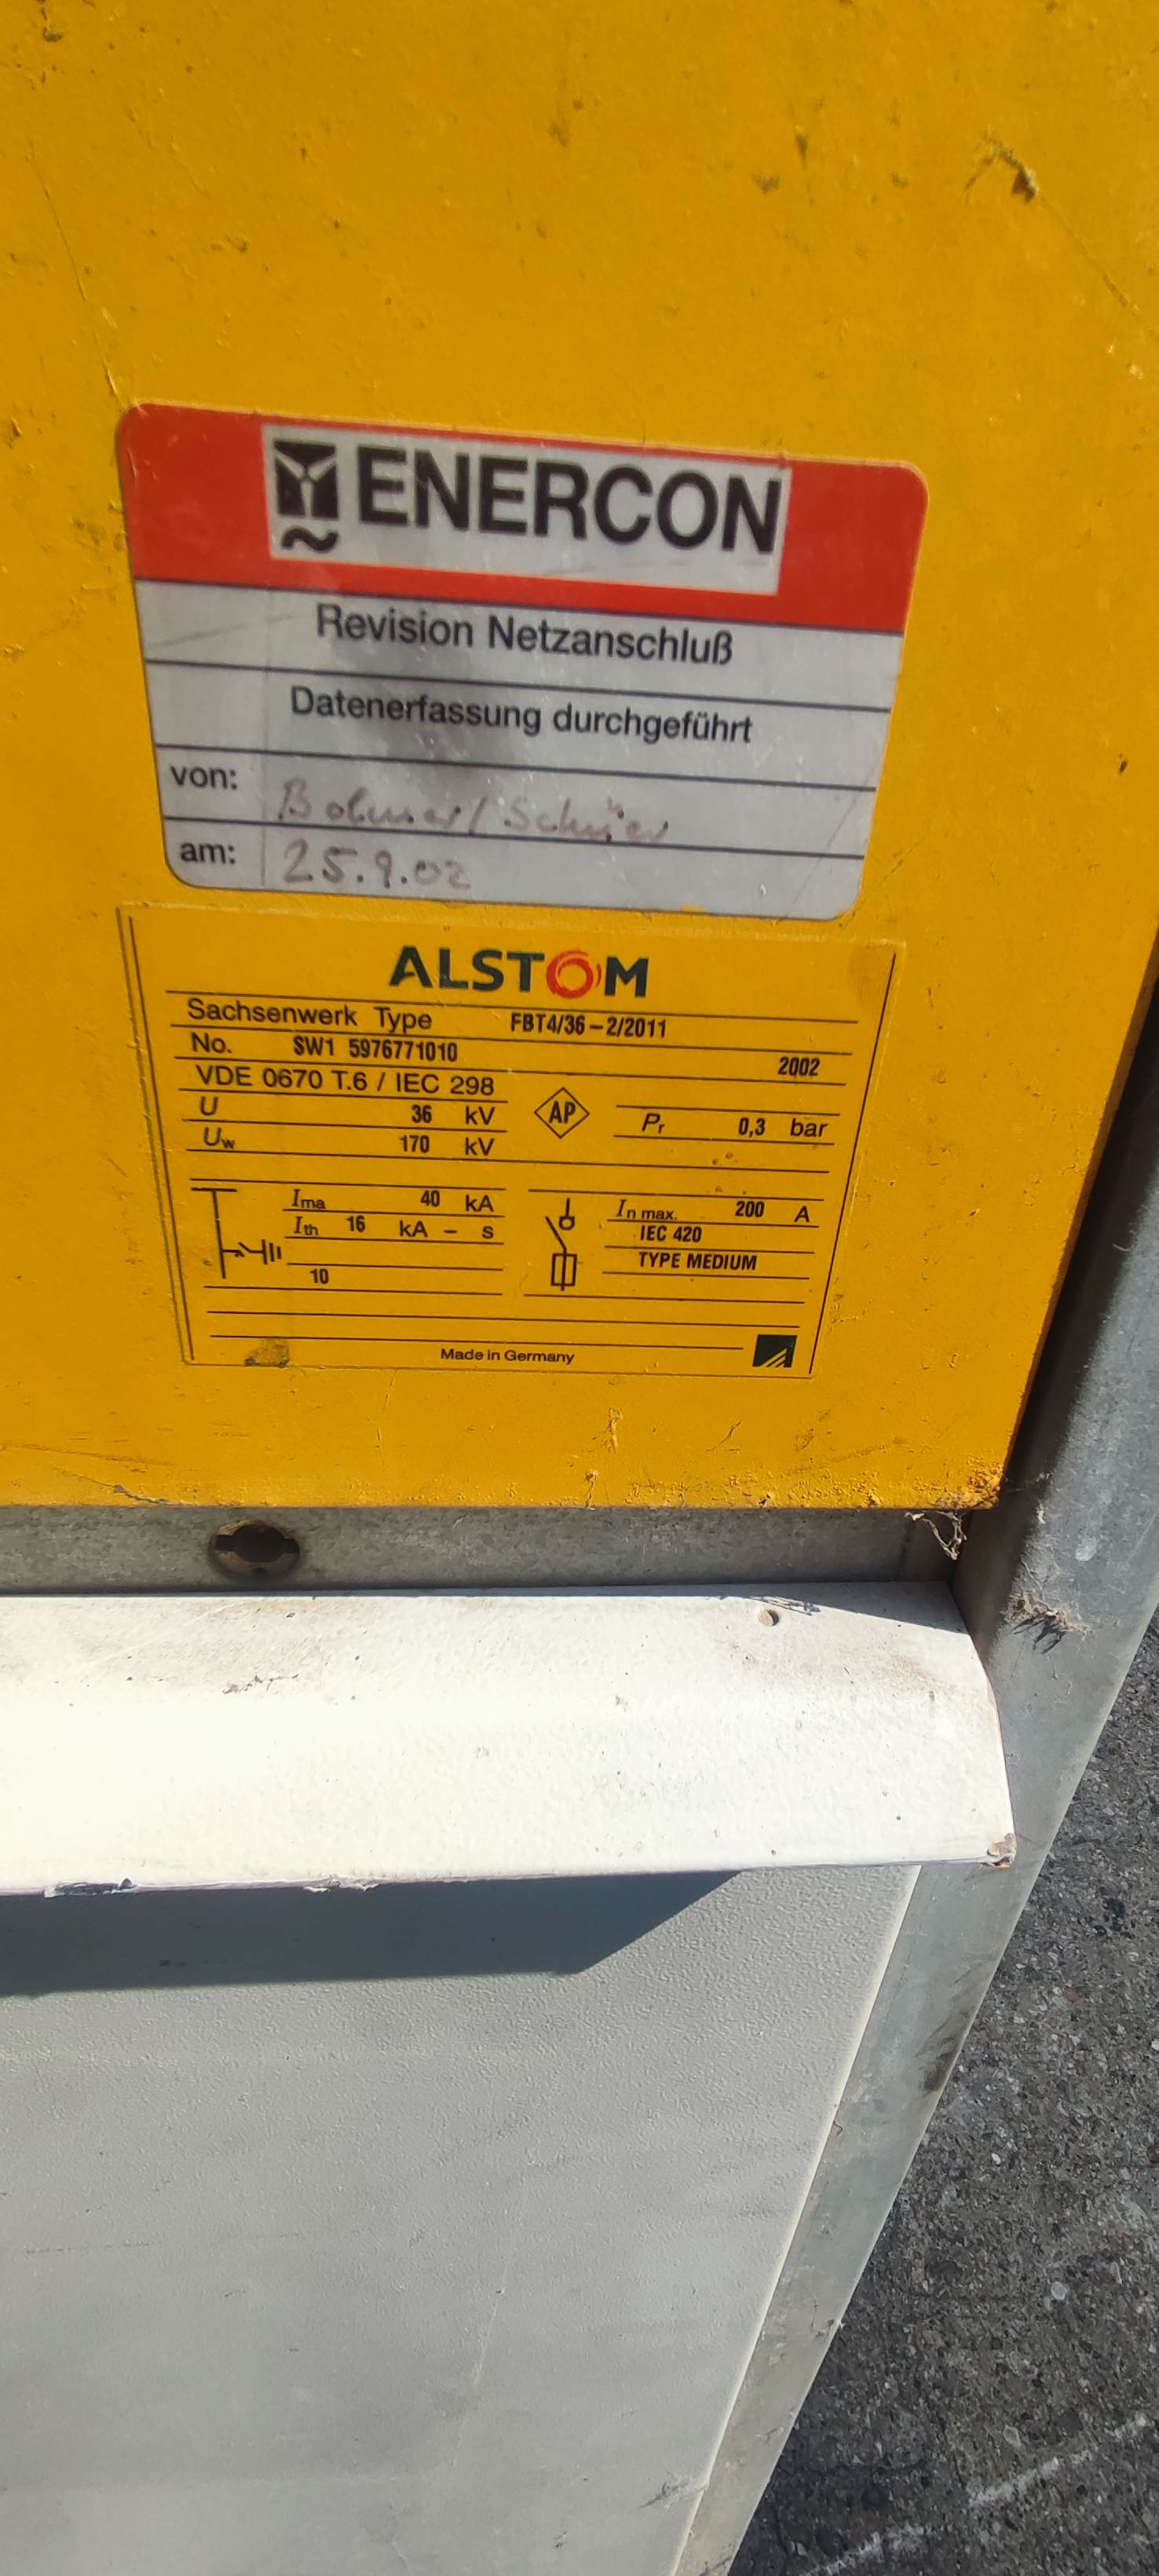 ENERCON
Revision Netzanschluß
Datenerfassung durchgeführt
von:
am: 25.9.02
ALSTOM
Sachsenwerk Type FBT4/36-2/2011
No. SW1 5976771010 2002
VDE 0670 T.6 / IEC 298
U 36 kV AP Pr 0,3 bar
Uw 170 kV
Ima 40 kA In max. 200 A
Ith 16 kA - s IEC 420
TYPE MEDIUM
10
Made in Germany